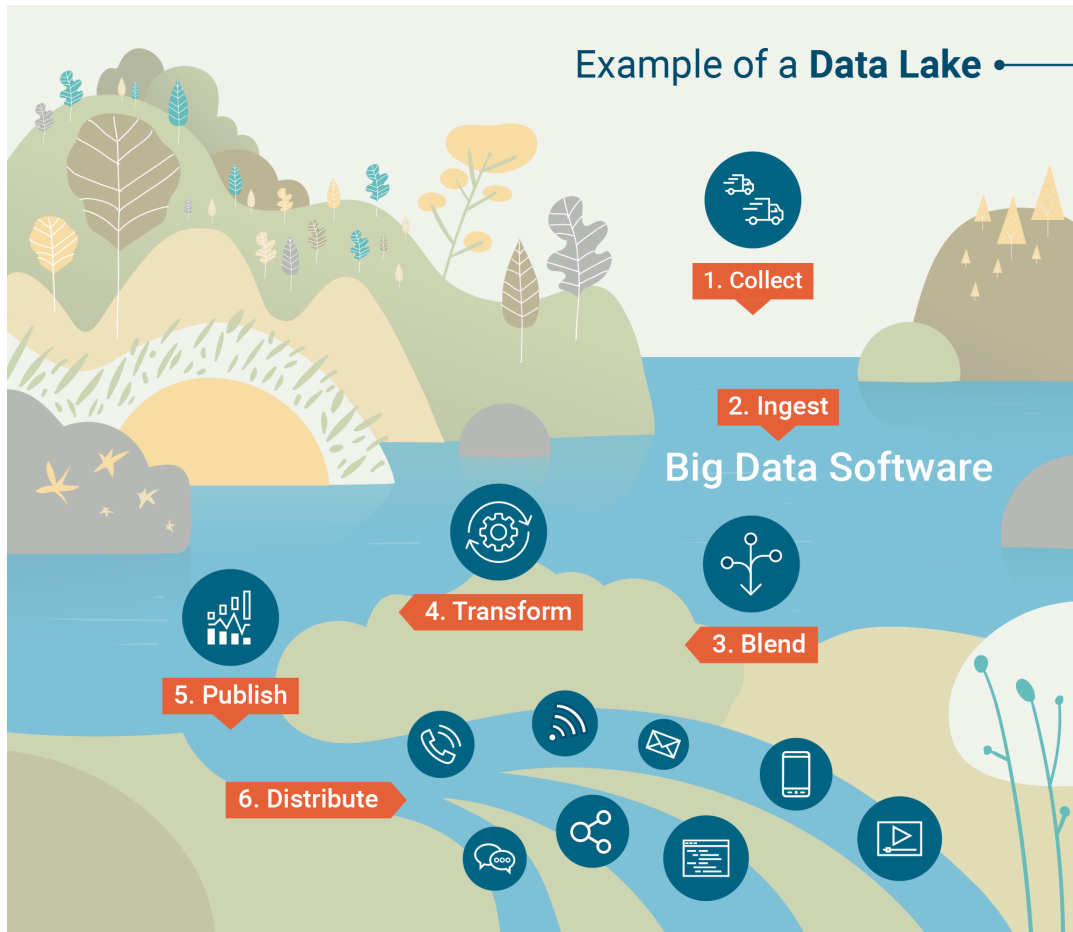 Example of a Data Lake
1. Collect
2. Ingest
Big Data Software
3. Blend
4. Transform
5. Publish
6. Distribute